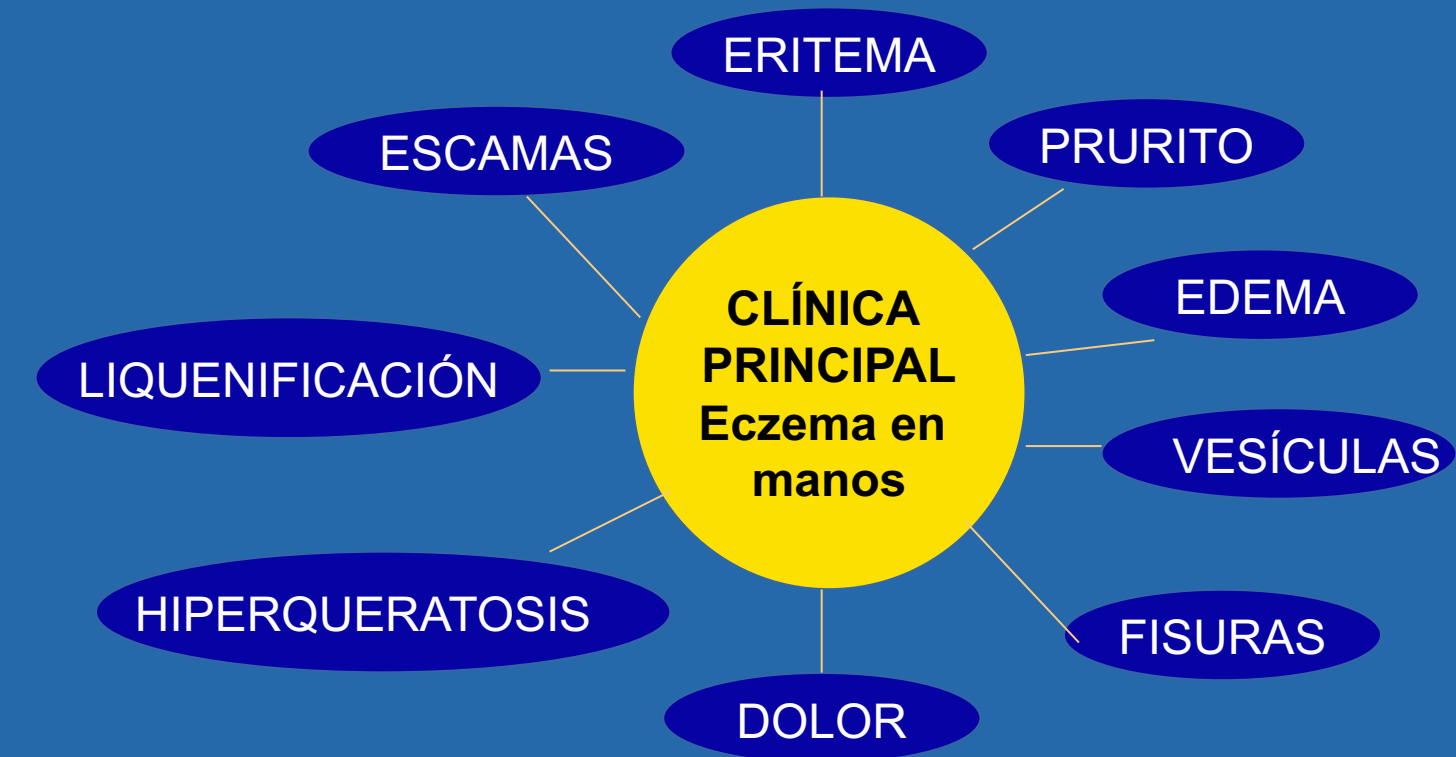 ERITEMA
PRURITO
ESCAMAS
EDEMA
CLÍNICA
PRINCIPAL
Eczema en
manos
LIQUENIFICACIÓN
VESÍCULAS
HIPERQUERATOSIS
FISURAS
DOLOR